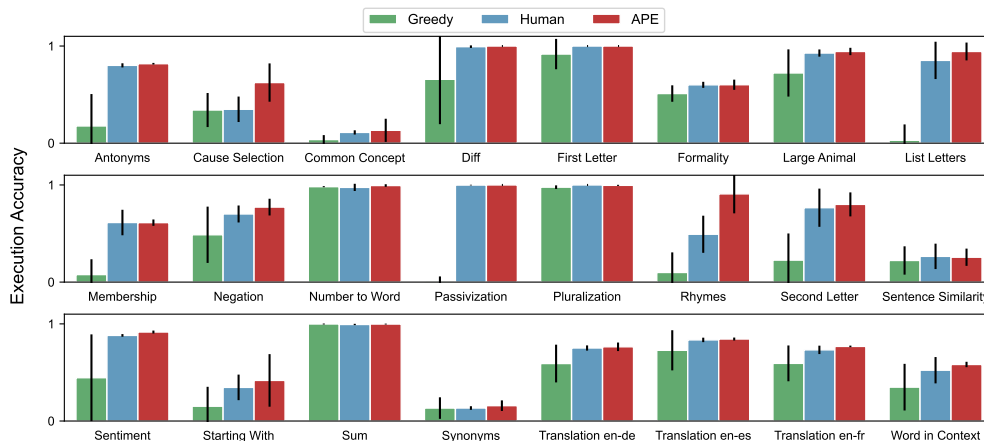 Greedy Human APE
Execution Accuracy
1
0
Antonyms Cause Selection Common Concept Diff First Letter Formality Large Animal List Letters
1
0
Membership Negation Number to Word Passivization Pluralization Rhymes Second Letter Sentence Similarity
1
0
Sentiment Starting With Sum Synonyms Translation en-de Translation en-es Translation en-fr Word in Context